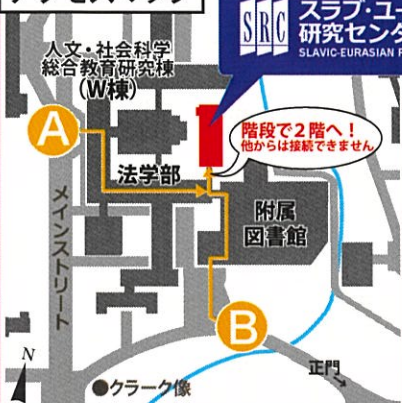 SRC
スラブ・ユー
研究センタ
SLAVIC-EURASIAN
人文・社会科学
総合教育研究棟
(W棟)
A
階段で2階へ!
他からは接続できません
法学部
メインストリート
附属
図書館
B
N
正門
●クラーク像